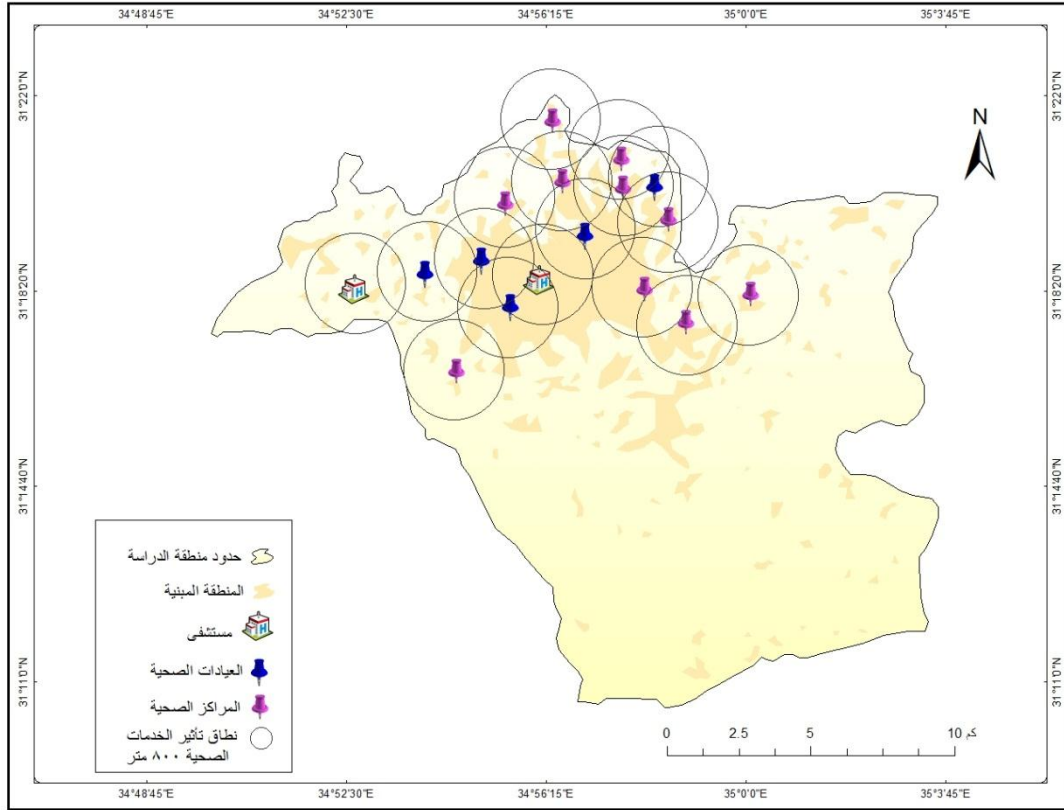 34°48'45"E
34°52'30"E
34°56'15"E
35°0'0"E
35°3'45"E
31°22'0"N
31°22'0"N
N
31°18'20"N
31°18'20"N
31°14'40"N
31°14'40"N
حدود منطقة الدراسة
المنطقة المبنية
مستشفى
H
العيادات الصحية
المراكز الصحية
نطاق تأثير الخدمات
الصحية ٨٠٠ متر
31°11'0"N
31°11'0"N
0 2.5 5 10 كم
34°48'45"E
34°52'30"E
34°56'15"E
35°0'0"E
35°3'45"E